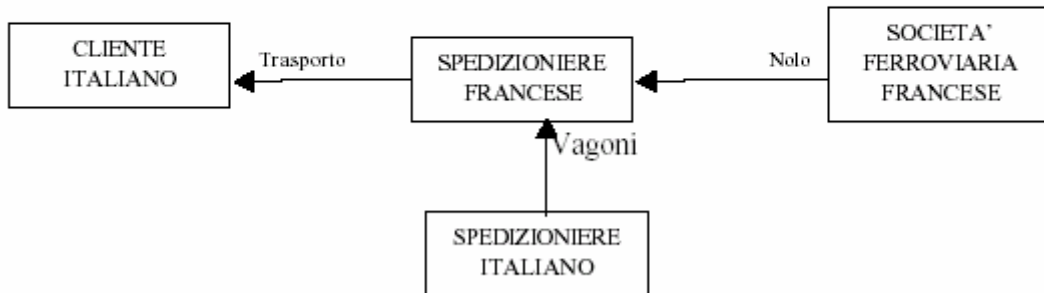 CLIENTE
ITALIANO
Trasporto
SPEDIZIONIERE
FRANCESE
Nolo
SOCIETA'
FERROVIARIA
FRANCESE
Vagoni
SPEDIZIONIERE
ITALIANO